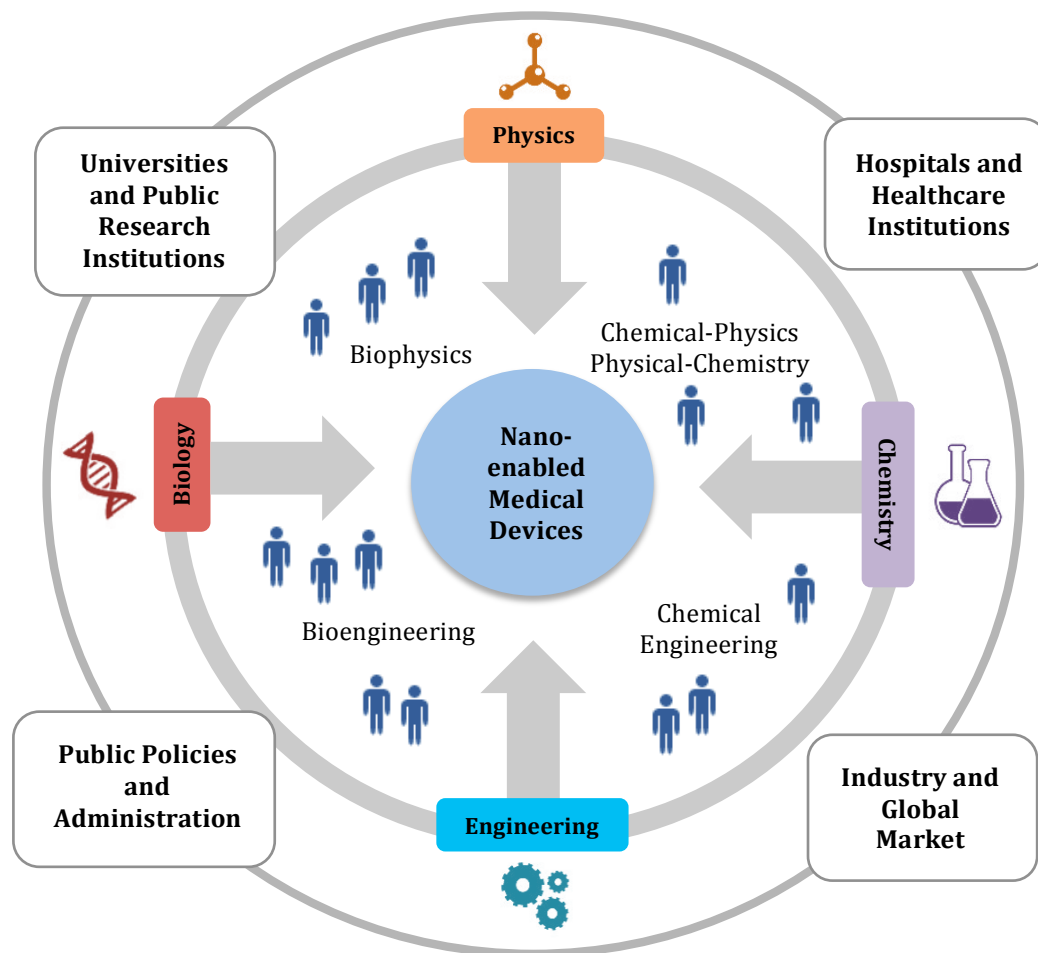 Physics
Universities
and Public
Research
Institutions
Hospitals and
Healthcare
Institutions
Biophysics
Chemical-Physics
Physical-Chemistry
Biology
Nano-
enabled
Medical
Devices
Chemistry
Bioengineering
Chemical
Engineering
Public Policies
and
Administration
Engineering
Industry and
Global
Market